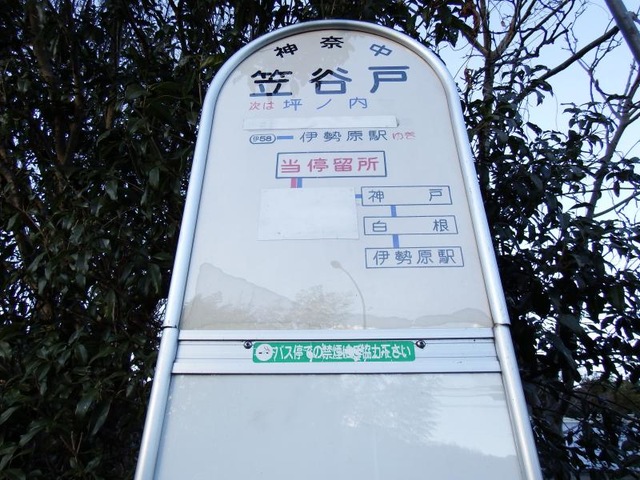 神奈中
笠谷戸
次は 坪ノ内
伊58 伊勢原駅 ゆき
当停留所
神戸
白根
伊勢原駅
バス停での禁煙に御協力下さい